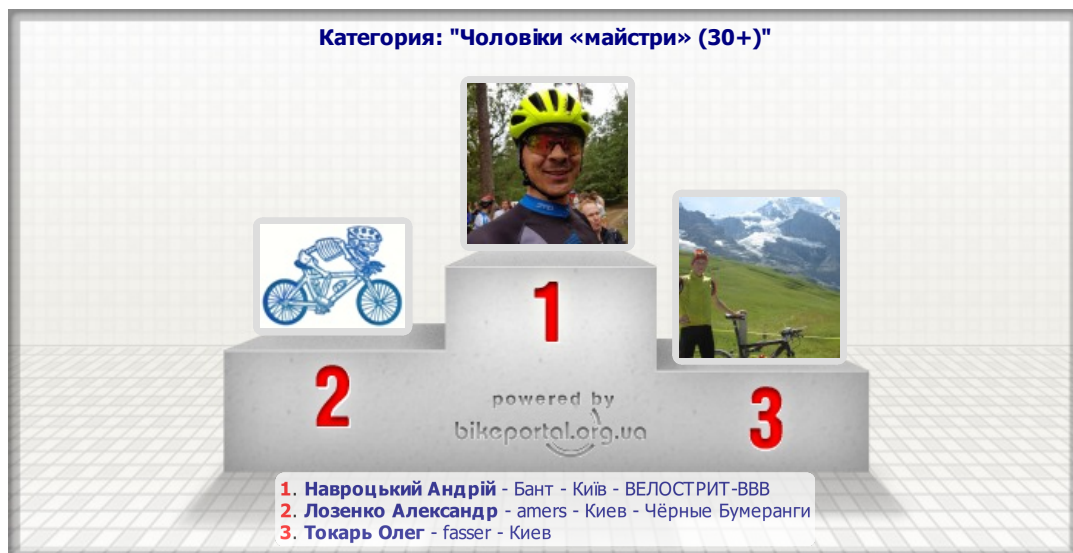 Категория: "Чоловіки «майстри» (30+)"
1
2
3
powered by
bikeportal.org.ua
1. Навроцький Андрій - Бант - Київ - ВЕЛОСТРИТ-ВВВ
2. Лозенко Александр - amers - Киев - Чёрные Бумеранги
3. Токарь Олег - fasser - Киев